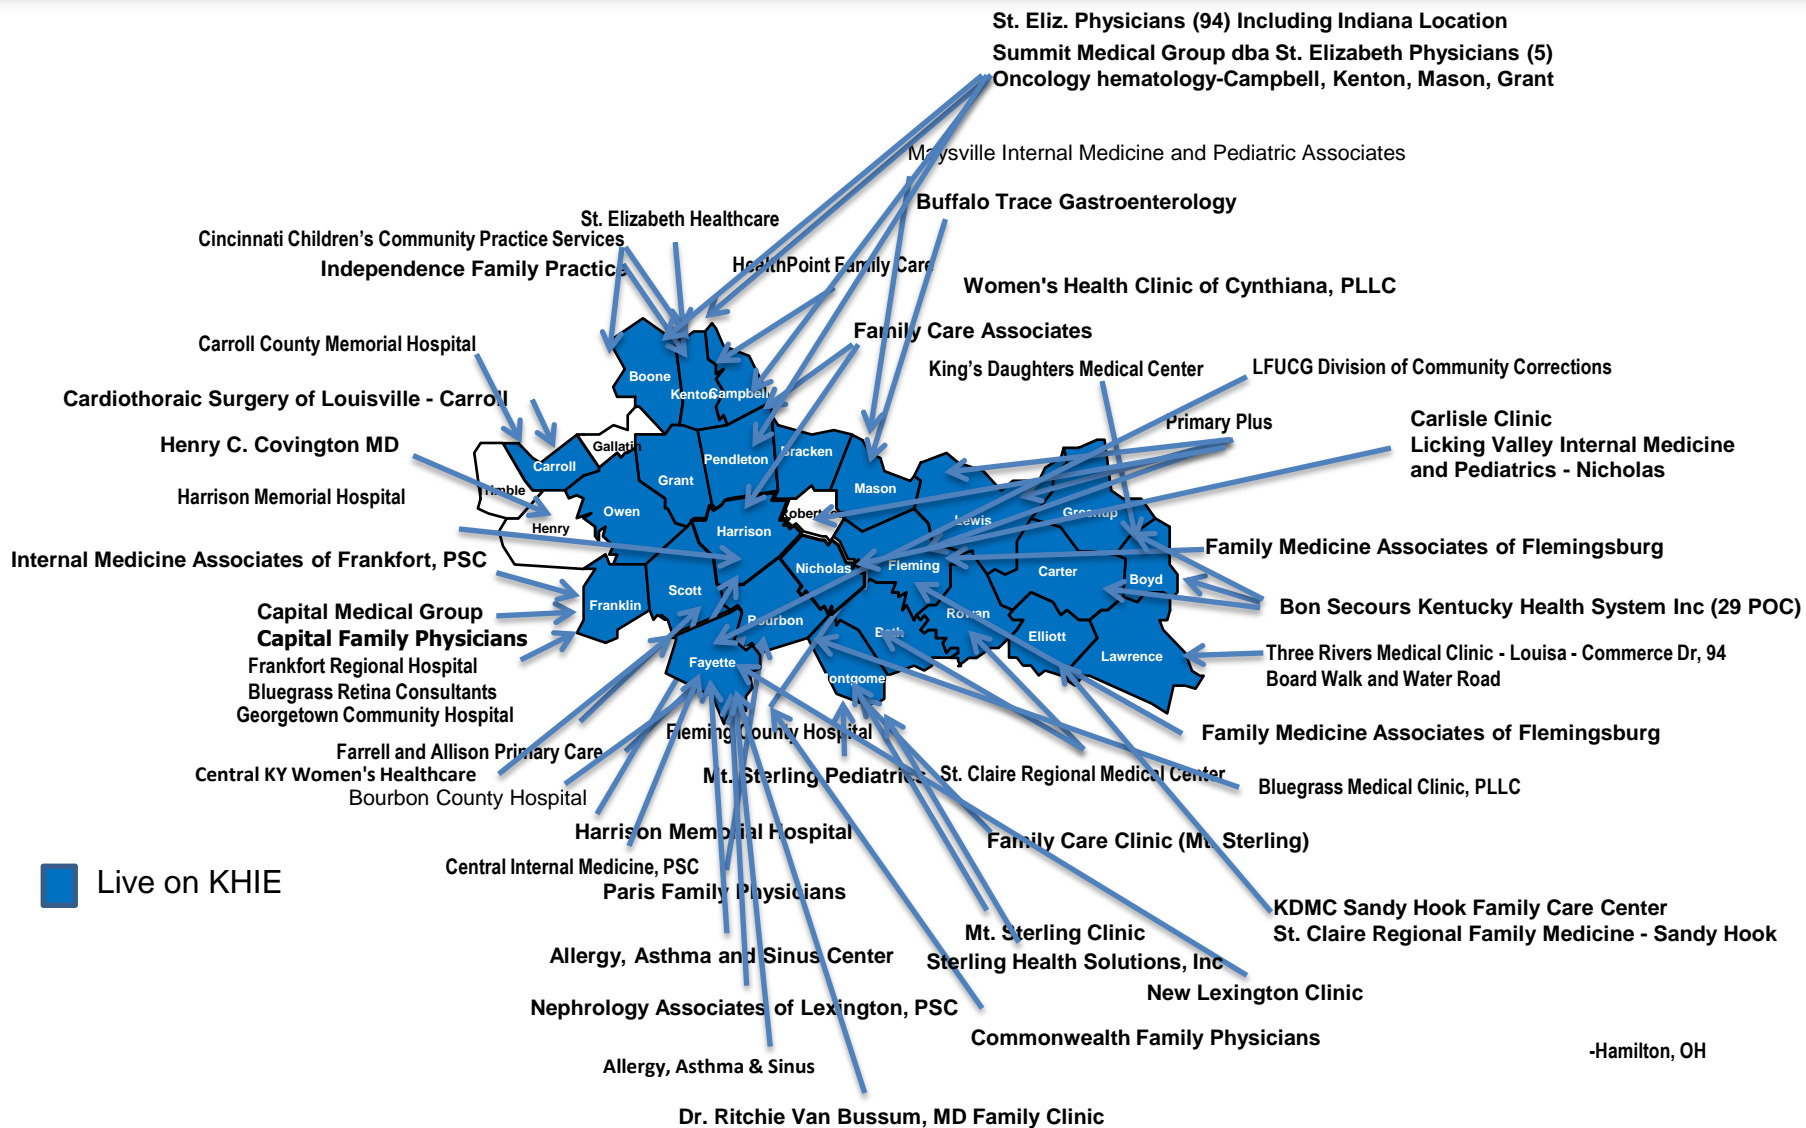 St. Eliz. Physicians (94) Including Indiana Location
Summit Medical Group dba St. Elizabeth Physicians (5)
Oncology hematology-Campbell, Kenton, Mason, Grant
Maysville Internal Medicine and Pediatric Associates
Buffalo Trace Gastroenterology
St. Elizabeth Healthcare
Cincinnati Children's Community Practice Services
Independence Family Practice
HealthPoint Family Care
Women's Health Clinic of Cynthiana, PLLC
Family Care Associates
Carroll County Memorial Hospital
King's Daughters Medical Center
LFUCG Division of Community Corrections
Cardiothoracic Surgery of Louisville - Carroll
Primary Plus
Carlisle Clinic
Licking Valley Internal Medicine
and Pediatrics - Nicholas
Henry C. Covington MD
Harrison Memorial Hospital
Internal Medicine Associates of Frankfort, PSC
Capital Medical Group
Capital Family Physicians
Frankfort Regional Hospital
Bluegrass Retina Consultants
Georgetown Community Hospital
Farrell and Allison Primary Care
Central KY Women's Healthcare
Bourbon County Hospital
Boone
Kenton
Campbell
Gallatin
Carroll
Pendleton
Bracken
Grant
Mason
Trimble
Owen
Henry
Harrison
Robertson
Lewis
Greenup
Nicholas
Fleming
Carter
Boyd
Scott
Franklin
Bourbon
Rowan
Bath
Elliott
Fayette
Lawrence
Montgomery
Family Medicine Associates of Flemingsburg
Bon Secours Kentucky Health System Inc (29 POC)
Three Rivers Medical Clinic - Louisa - Commerce Dr, 94
Board Walk and Water Road
Fleming County Hospital
Family Medicine Associates of Flemingsburg
Mt. Sterling Pediatrics
St. Claire Regional Medical Center
Bluegrass Medical Clinic, PLLC
Harrison Memorial Hospital
Family Care Clinic (Mt. Sterling)
Central Internal Medicine, PSC
Paris Family Physicians
Live on KHIE
KDMC Sandy Hook Family Care Center
St. Claire Regional Family Medicine - Sandy Hook
Mt. Sterling Clinic
Allergy, Asthma and Sinus Center
Sterling Health Solutions, Inc
New Lexington Clinic
Nephrology Associates of Lexington, PSC
Commonwealth Family Physicians
-Hamilton, OH
Allergy, Asthma & Sinus
Dr. Ritchie Van Bussum, MD Family Clinic